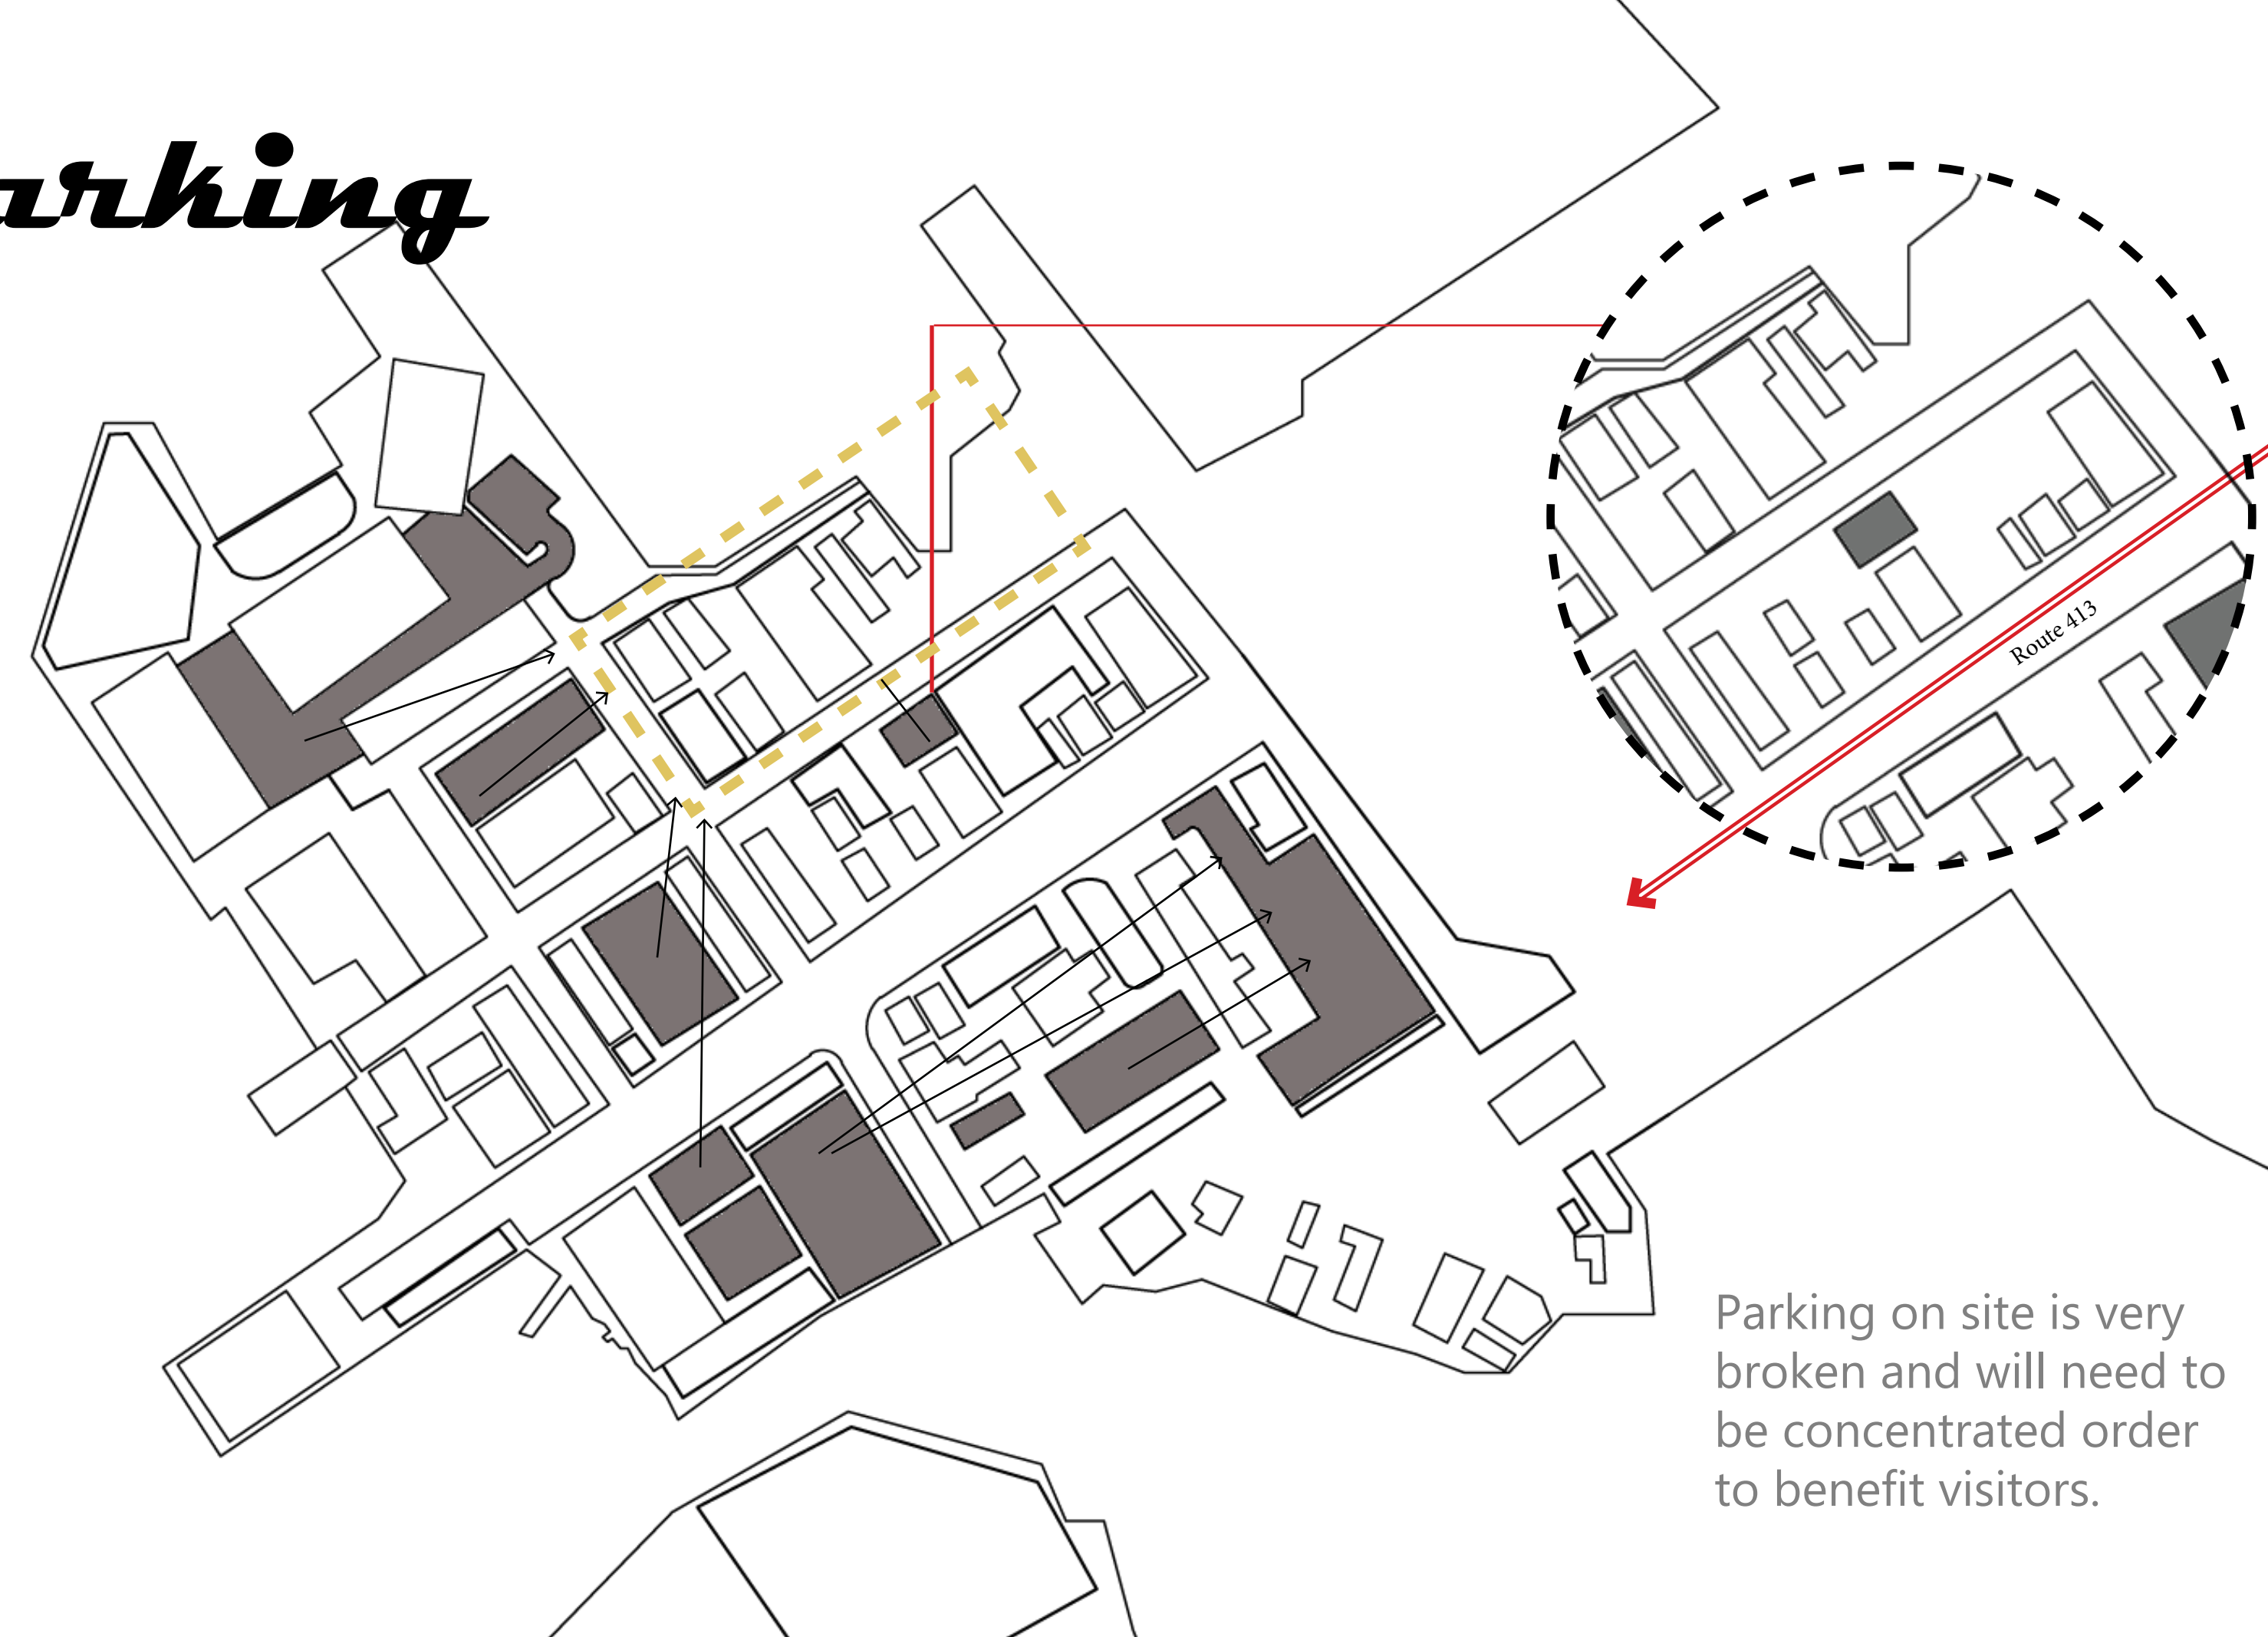 arking
Route 413
Parking on site is very
broken and will need to
be concentrated order
to benefit visitors.